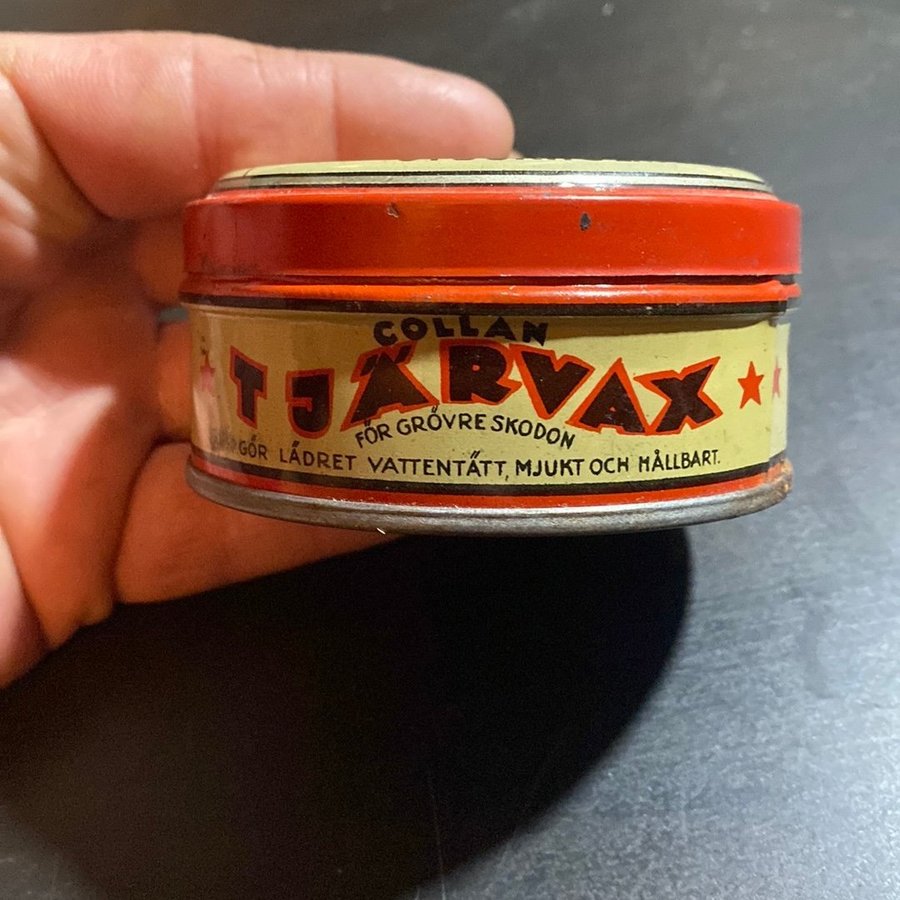 COLLAN
TJÄRVAX
FÖR GRÖVRE SKODON
GÖR LÄDRET VATTENTÄTT, MJUKT OCH HÅLLBART.